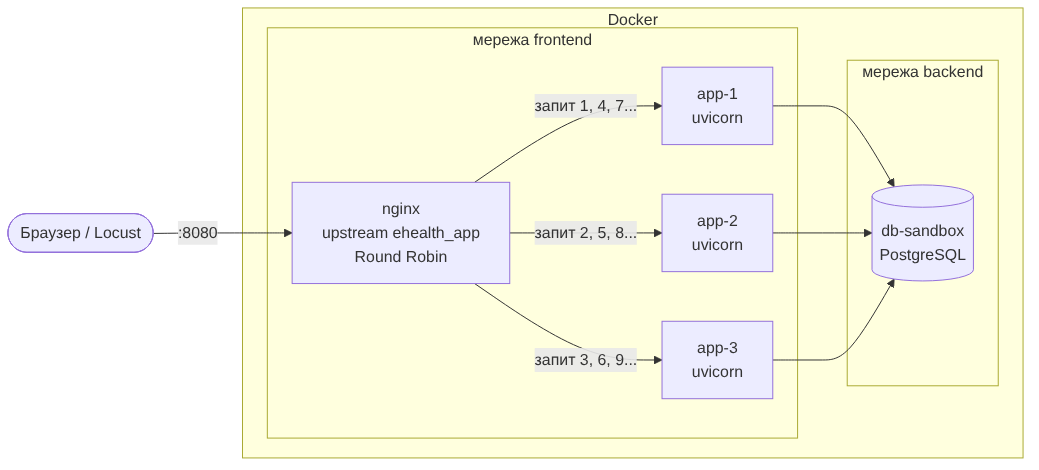 Docker
мережа frontend
мережа backend
Браузер / Locust
:8080
nginx
upstream ehealth_app
Round Robin
запит 1, 4, 7...
запит 2, 5, 8...
запит 3, 6, 9...
app-1
uvicorn
app-2
uvicorn
app-3
uvicorn
db-sandbox
PostgreSQL